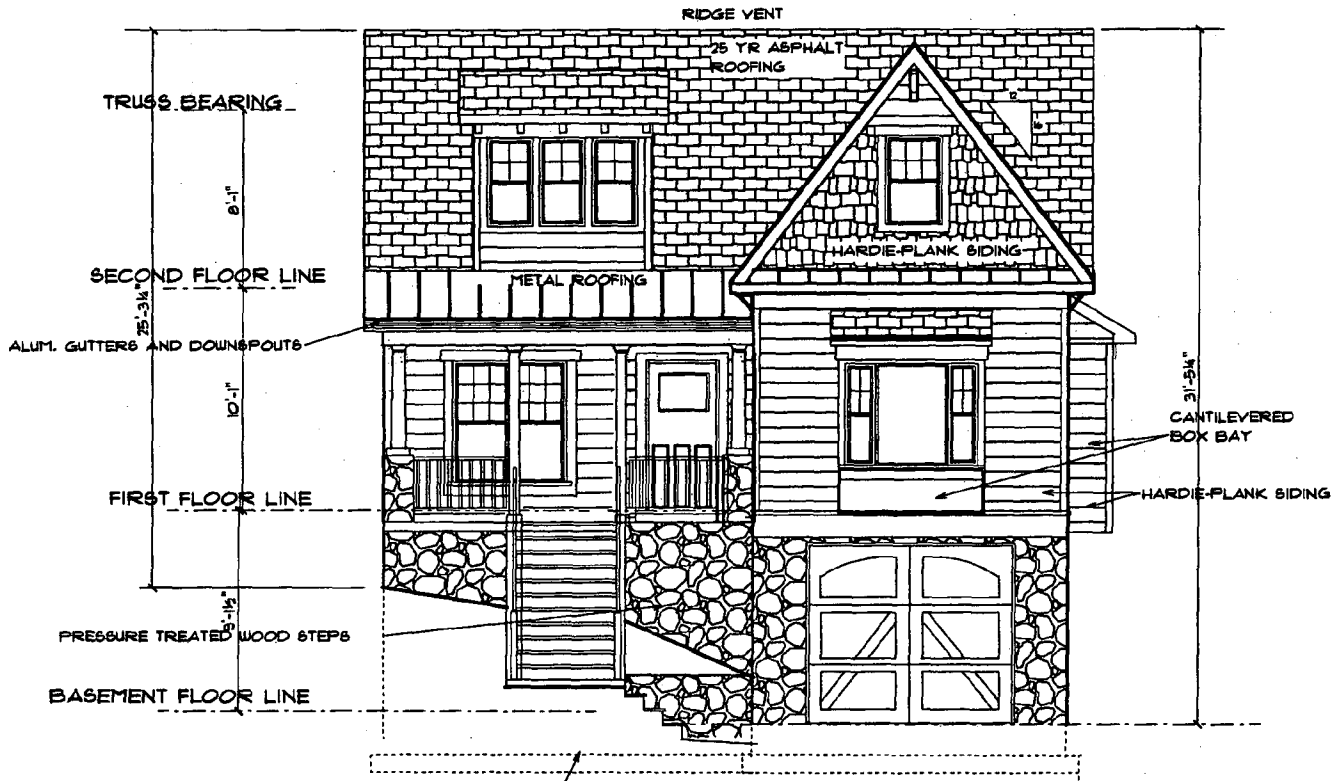 RIDGE VENT
25 YR ASPHALT
ROOFING
TRUSS BEARING
12
16
8'-1"
HARDIE-PLANK SIDING
SECOND FLOOR LINE
METAL ROOFING
25'-3¼"
ALUM. GUTTERS AND DOWNSPOUTS
31'-5¼"
10'-1"
CANTILEVERED
BOX BAY
FIRST FLOOR LINE
HARDIE-PLANK SIDING
9'-1½"
PRESSURE TREATED WOOD STEPS
BASEMENT FLOOR LINE